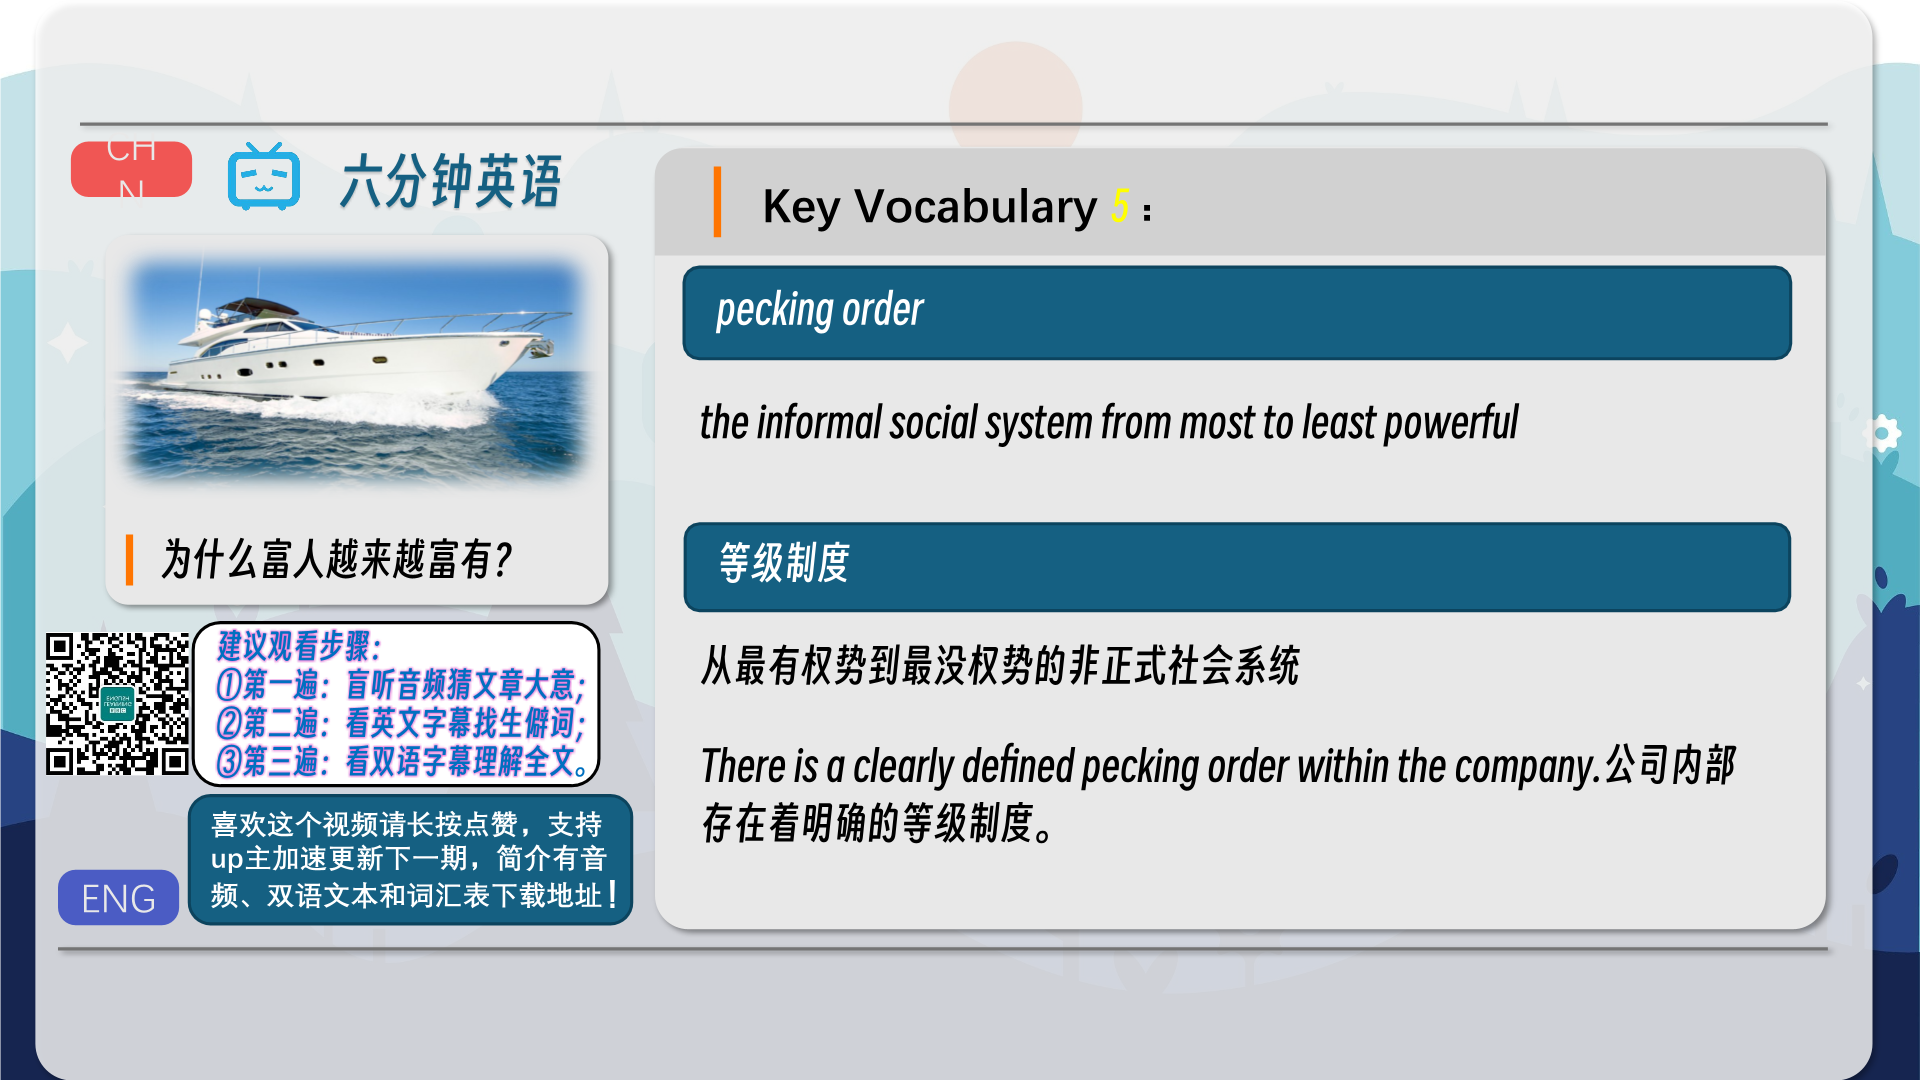 CH
N
六分钟英语
为什么富人越来越富有?
建议观看步骤:
①第一遍：盲听音频猜文章大意;
②第二遍：看英文字幕找生僻词;
③第三遍：看双语字幕理解全文。
喜欢这个视频请长按点赞，支持
up主加速更新下一期，简介有音
频、双语文本和词汇表下载地址！
ENG
Key Vocabulary 5：
pecking order
the informal social system from most to least powerful
等级制度
从最有权势到最没权势的非正式社会系统
There is a clearly defined pecking order within the company.公司内部
存在着明确的等级制度。